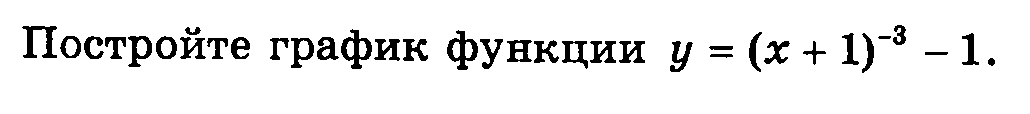 Постройте график функции y = (x + 1)⁻³ − 1.